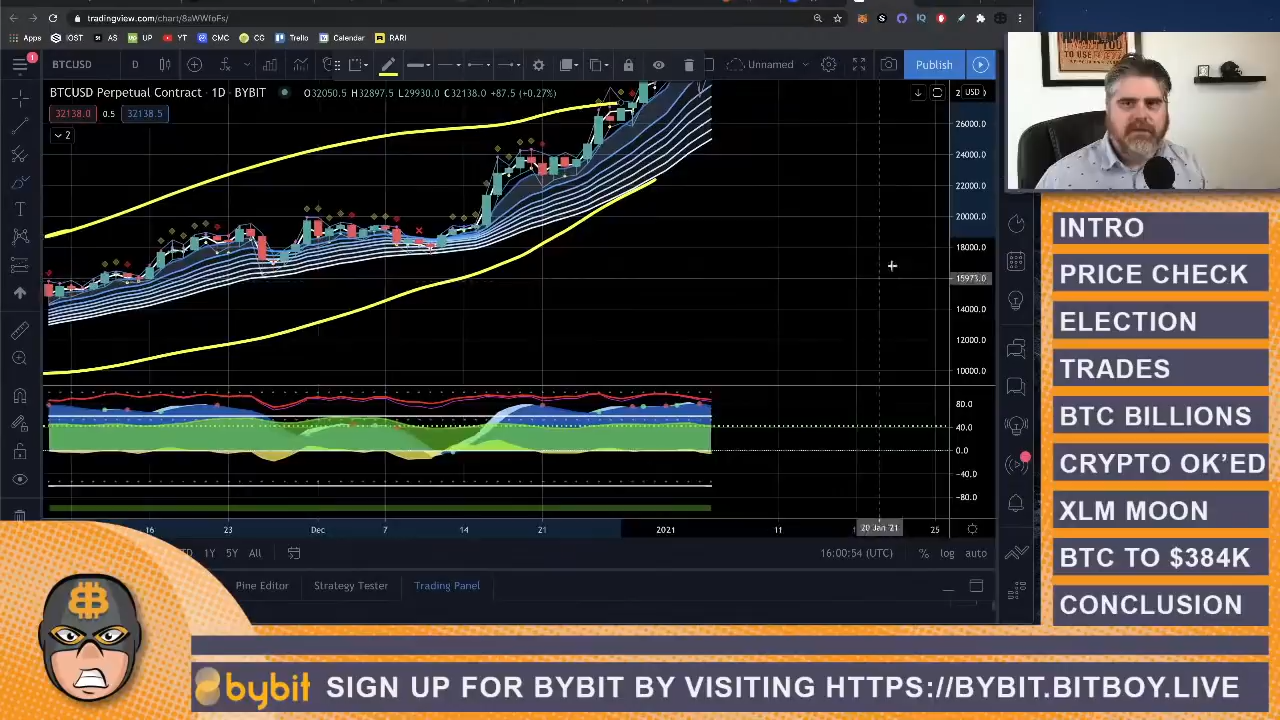 tradingview.com/chart/8aWWfoFs/
Apps IOST AS UP YT CMC CG Trello Calendar RARI
1
BTCUSD D Unnamed Publish
BTCUSD Perpetual Contract · 1D · BYBIT O32050.5 H32897.5 L29930.0 C32138.0 +87.5 (+0.27%)
USD
32138.0 0.5 32138.5
2
26000.0
24000.0
22000.0
20000.0
18000.0
15973.0
14000.0
12000.0
10000.0
80.0
40.0
0.0
-40.0
-80.0
16 23 Dec 7 14 21 2021 11 20 Jan '21 25
1Y 5Y All 16:00:54 (UTC) % log auto
Pine Editor Strategy Tester Trading Panel
INTRO
PRICE CHECK
ELECTION
TRADES
BTC BILLIONS
CRYPTO OK'ED
XLM MOON
BTC TO $384K
CONCLUSION
bybit SIGN UP FOR BYBIT BY VISITING HTTPS://BYBIT.BITBOY.LIVE